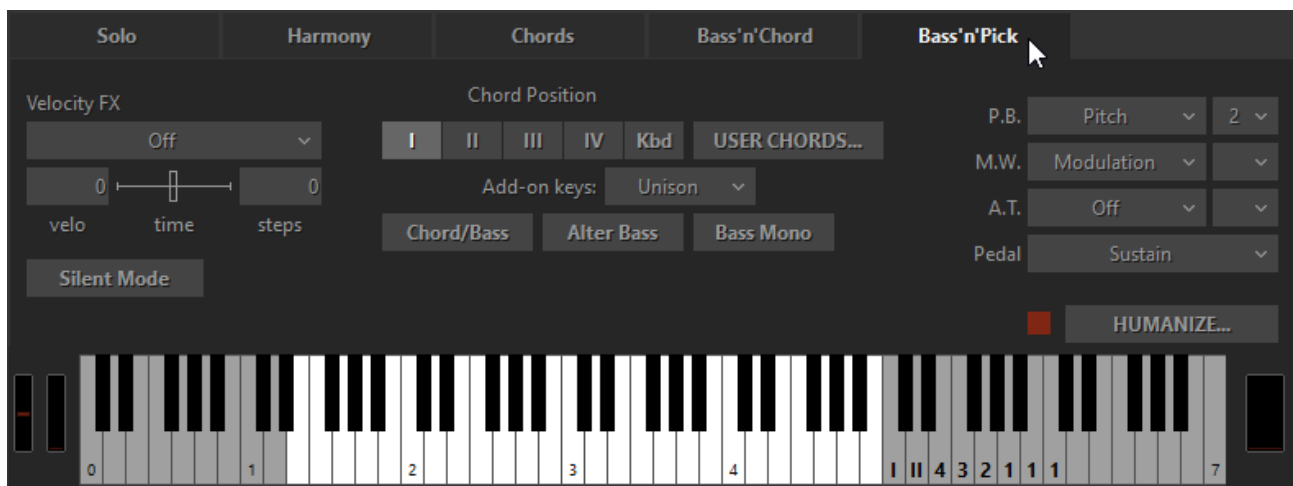 Solo Harmony Chords Bass'n'Chord Bass'n'Pick
Velocity FX
Off
0 0
velo time steps
Silent Mode
Chord Position
I II III IV Kbd USER CHORDS...
Add-on keys: Unison
Chord/Bass Alter Bass Bass Mono
P.B. Pitch 2
M.W. Modulation
A.T. Off
Pedal Sustain
HUMANIZE...
0 1 2 3 4 I II 4 3 2 1 1 1 7